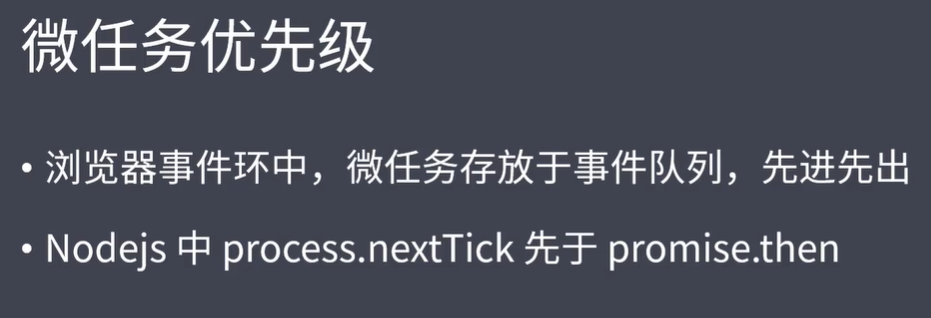 微任务优先级
• 浏览器事件环中，微任务存放于事件队列，先进先出
• Nodejs 中 process.nextTick 先于 promise.then